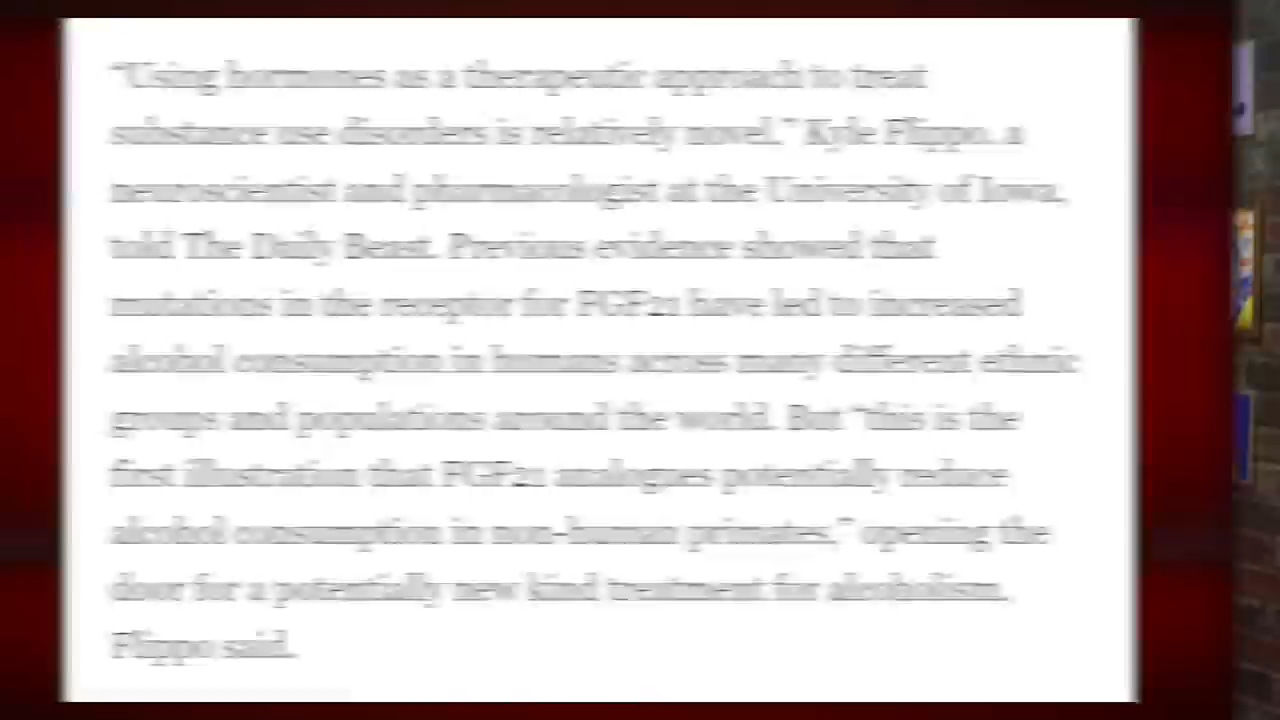 "Using hormones as a therapeutic approach to treat
substance use disorders is relatively novel." Kyle Flippo, a
neuroscientist and pharmacologist at the University of Iowa,
told The Daily Beast. Previous evidence showed that
mutations in the receptor for FGF21 have led to increased
alcohol consumption in humans across many different ethnic
groups and populations around the world. But "this is the
first illustration that FGF21 analogues potentially reduce
alcohol consumption in non-human primates," opening the
door for a potentially new kind treatment for alcoholism,
Flippo said.